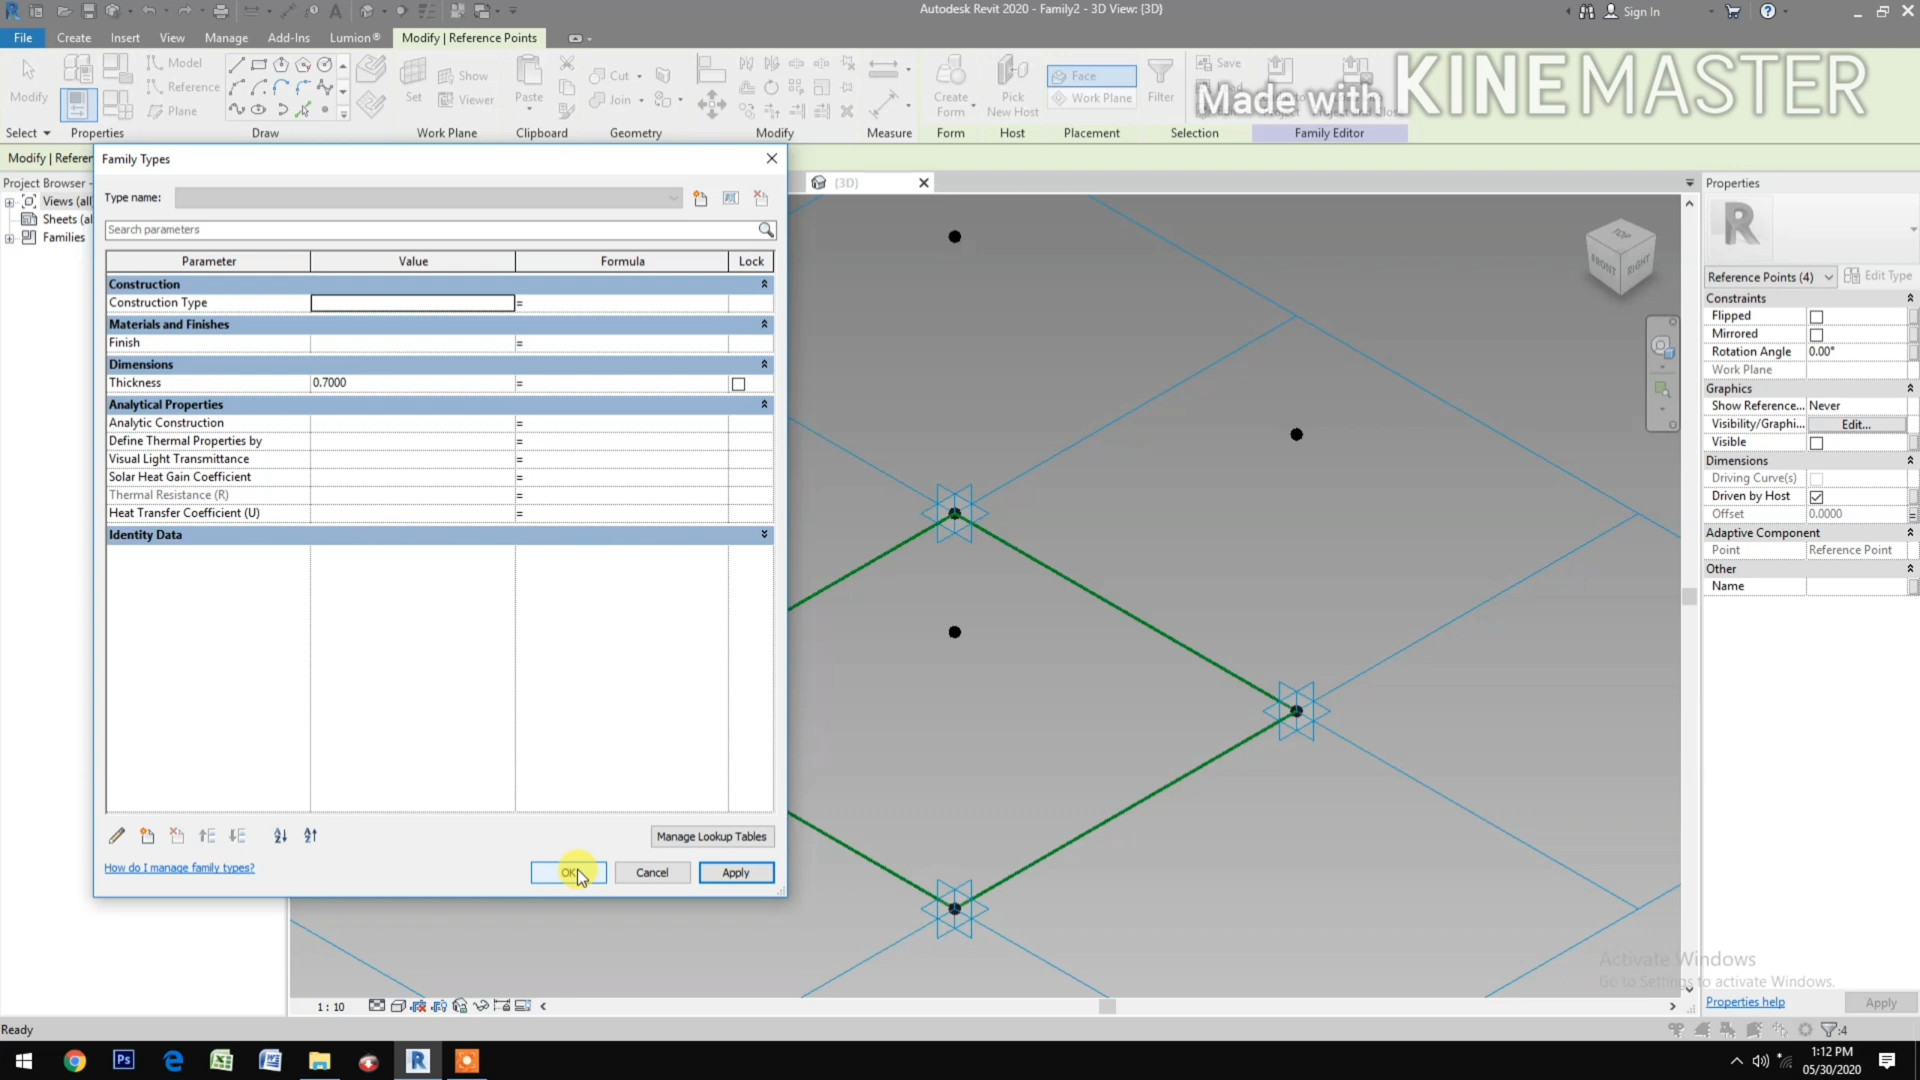 Autodesk Revit 2020 - Family2 - 3D View: {3D}
Sign In
File Create Insert View Manage Add-Ins Lumion® Modify | Reference Points
Modify
Model
Reference
Plane
Set
Show
Viewer
Paste
Cut
Join
Create Form
Pick New Host
Face
Work Plane
Filter
Save
Made with KINEMASTER
Select Properties Draw Work Plane Clipboard Geometry Modify Measure Form Host Placement Selection Family Editor
Modify | Referen
Family Types
Project Browser -
Views (all
Sheets (al
Families
Type name:
Search parameters
Parameter Value Formula Lock
Construction
Construction Type =
Materials and Finishes
Finish =
Dimensions
Thickness 0.7000 =
Analytical Properties
Analytic Construction =
Define Thermal Properties by =
Visual Light Transmittance =
Solar Heat Gain Coefficient =
Thermal Resistance (R) =
Heat Transfer Coefficient (U) =
Identity Data
Manage Lookup Tables
How do I manage family types?
OK Cancel Apply
{3D}
TOP
FRONT RIGHT
Properties
R
Reference Points (4) Edit Type
Constraints
Flipped
Mirrored
Rotation Angle 0.00°
Work Plane
Graphics
Show Reference... Never
Visibility/Graphi... Edit...
Visible
Dimensions
Driving Curve(s)
Driven by Host
Offset 0.0000
Adaptive Component
Point Reference Point
Other
Name
Activate Windows
Go to Settings to activate Windows.
Properties help Apply
1 : 10
Ready
:4
1:12 PM
05/30/2020